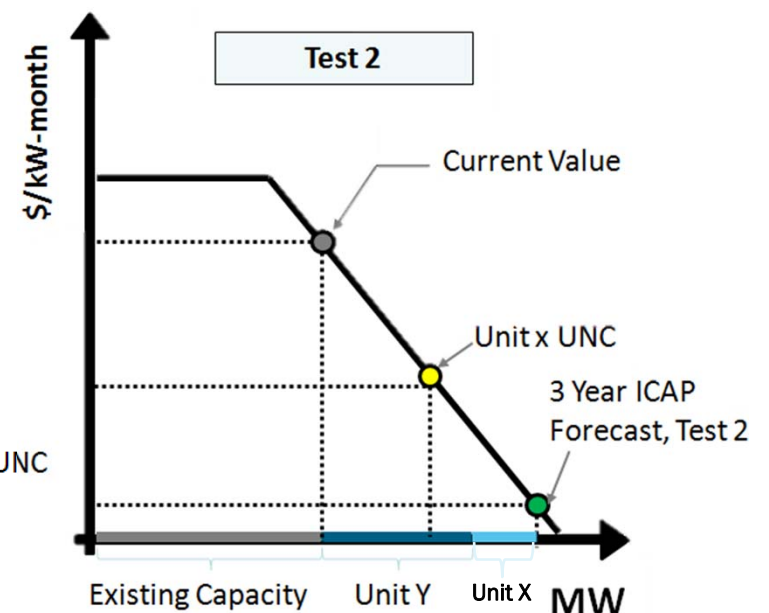 Test 2
$/kW-month
Current Value
Unit x UNC
3 Year ICAP
Forecast, Test 2
UNC
Existing Capacity
Unit Y
Unit X
MW